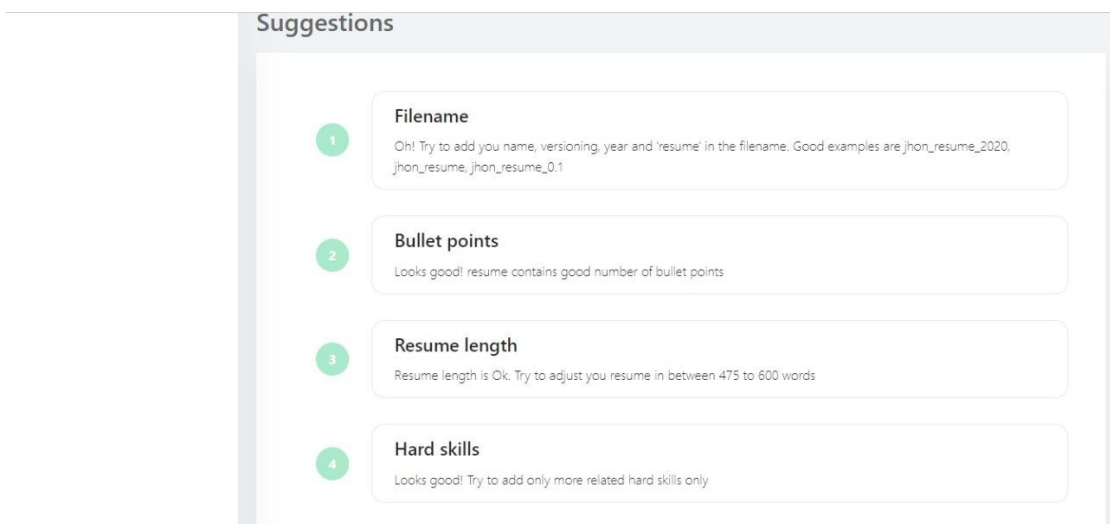 Suggestions
1
Filename
Oh! Try to add you name, versioning, year and 'resume' in the filename. Good examples are jhon_resume_2020,
jhon_resume, jhon_resume_0.1
2
Bullet points
Looks good! resume contains good number of bullet points
3
Resume length
Resume length is Ok. Try to adjust you resume in between 475 to 600 words
4
Hard skills
Looks good! Try to add only more related hard skills only